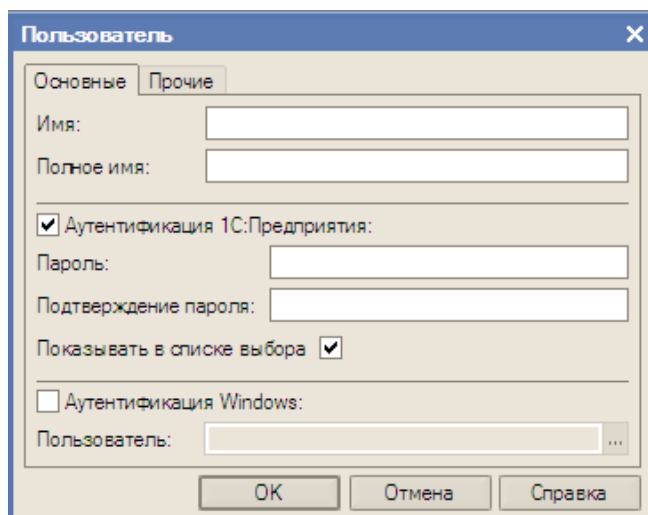 Пользователь
Основные Прочие
Имя:
Полное имя:
Аутентификация 1С:Предприятия:
Пароль:
Подтверждение пароля:
Показывать в списке выбора
Аутентификация Windows:
Пользователь: ...
OK Отмена Справка